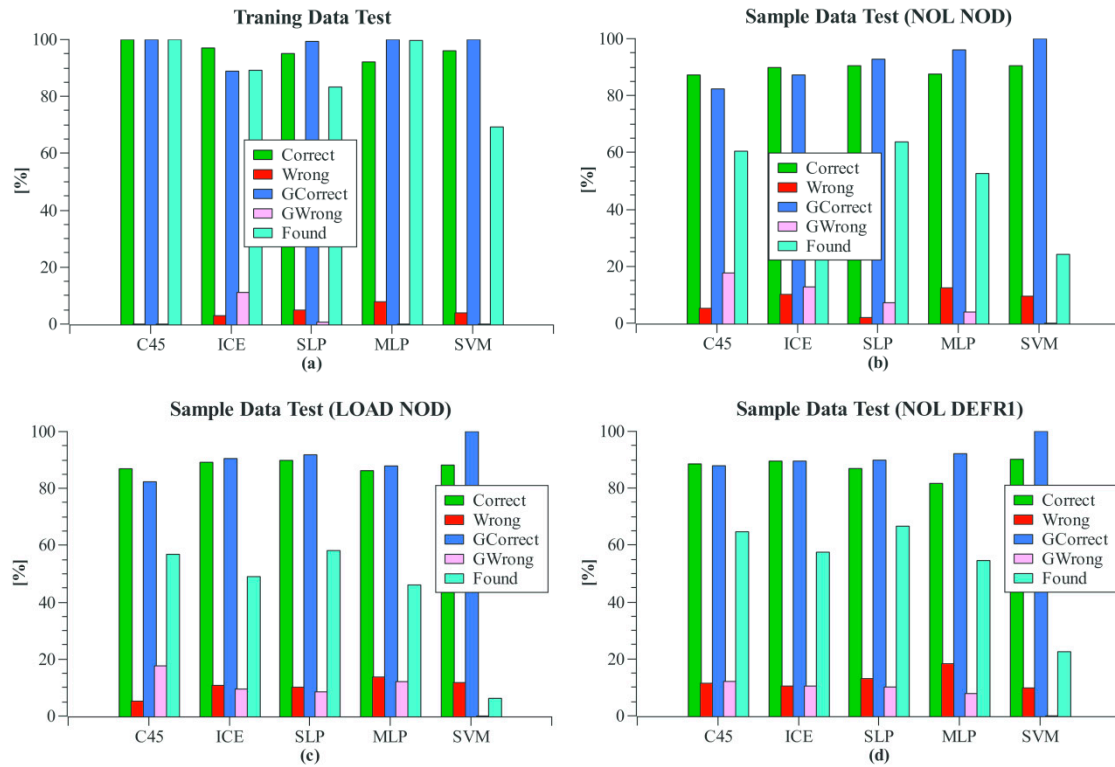 Traning Data Test
100
80
60
40
20
0
[%]
Correct
Wrong
GCorrect
GWrong
Found
C45 ICE SLP MLP SVM
(a)
Sample Data Test (NOL NOD)
100
80
60
40
20
0
[%]
Correct
Wrong
GCorrect
GWrong
Found
C45 ICE SLP MLP SVM
(b)
Sample Data Test (LOAD NOD)
100
80
60
40
20
0
[%]
Correct
Wrong
GCorrect
GWrong
Found
C45 ICE SLP MLP SVM
(c)
Sample Data Test (NOL DEFR1)
100
80
60
40
20
0
[%]
Correct
Wrong
GCorrect
GWrong
Found
C45 ICE SLP MLP SVM
(d)